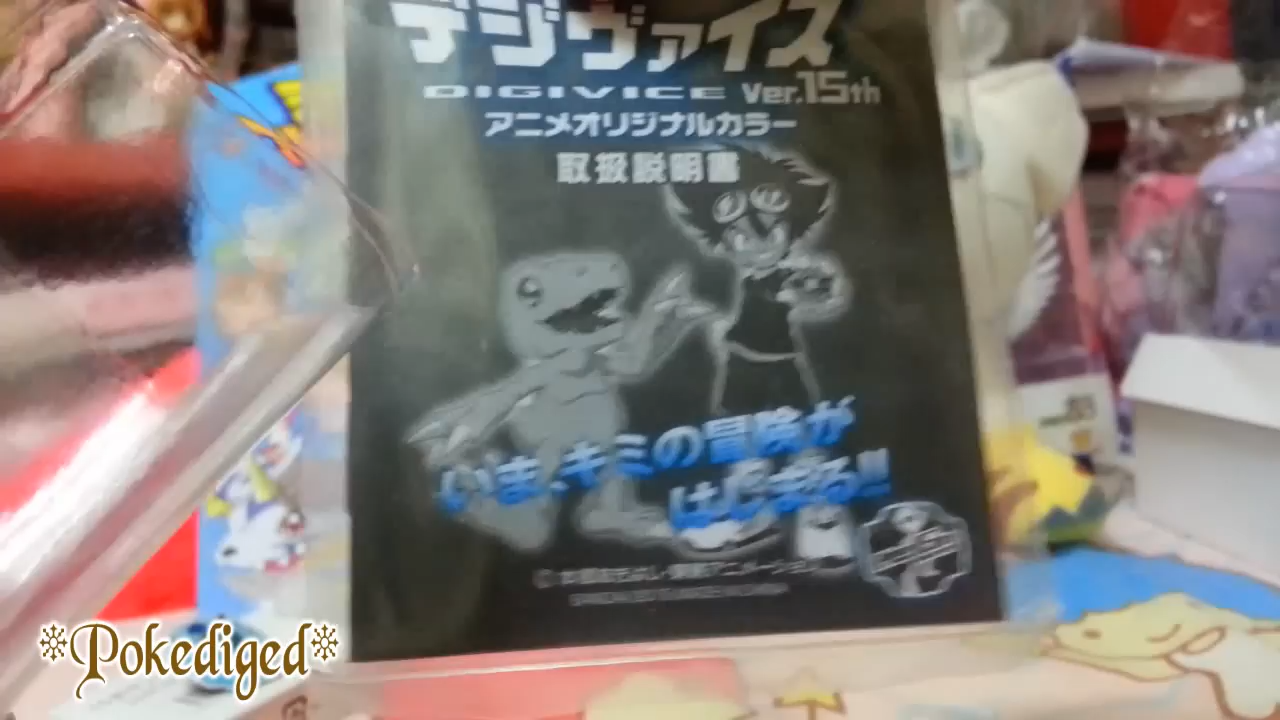 デジヴァイス
DIGIVICE Ver.15th
アニメオリジナルカラー
取扱説明書
いま、キミの冒険が
はじまる!!
Pokediged